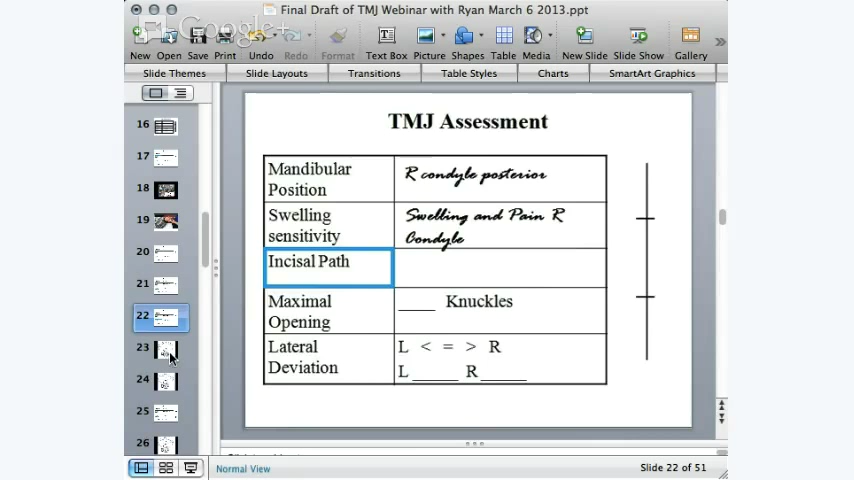 Final Draft of TMJ Webinar with Ryan March 6 2013.ppt
Google+
New Open Save Print Undo Redo Format Text Box Picture Shapes Table Media New Slide Slide Show Gallery
Slide Themes Slide Layouts Transitions Table Styles Charts SmartArt Graphics
16
17
18
19
20
21
22
23
24
25
26
TMJ Assessment
Mandibular
Position
R condyle posterior
Swelling
sensitivity
Swelling and Pain R
Condyle
Incisal Path
Maximal
Opening
____ Knuckles
Lateral
Deviation
L < = > R
L _____ R _____
Normal View
Slide 22 of 51